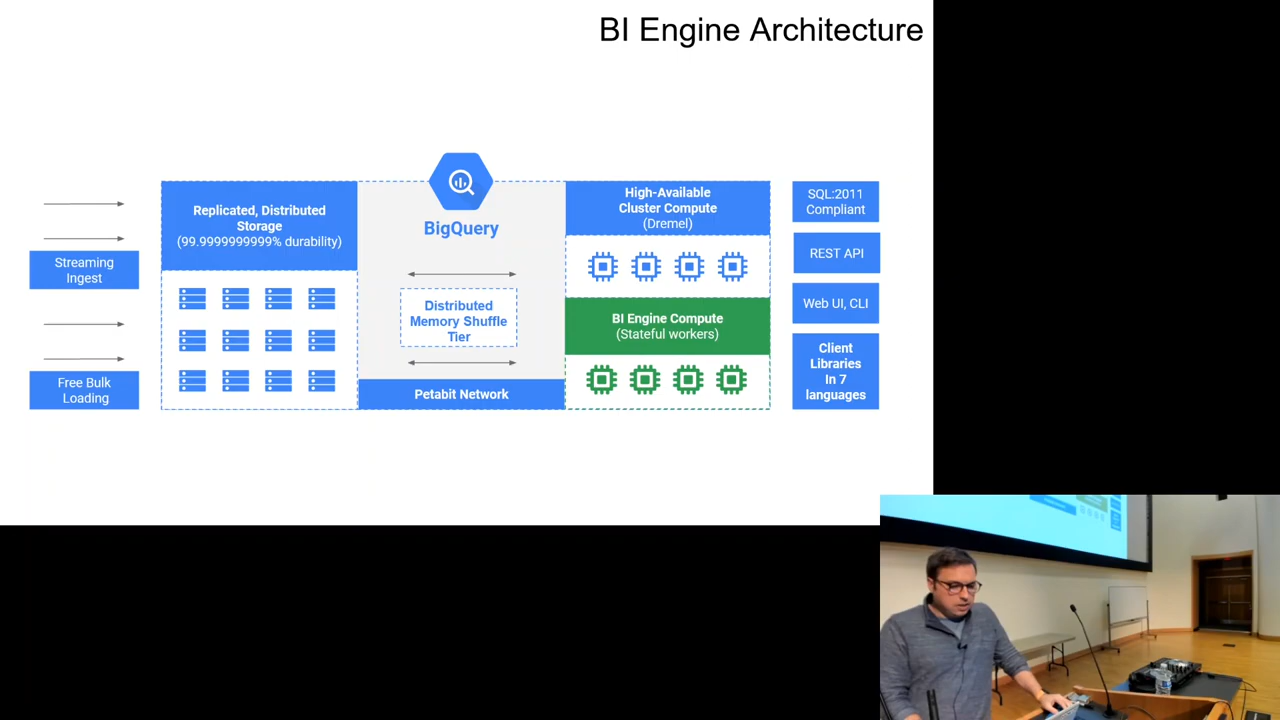 BI Engine Architecture
Streaming
Ingest
Free Bulk
Loading
Replicated, Distributed
Storage
(99.9999999999% durability)
BigQuery
Distributed
Memory Shuffle
Tier
Petabit Network
High-Available
Cluster Compute
(Dremel)
BI Engine Compute
(Stateful workers)
SQL:2011
Compliant
REST API
Web UI, CLI
Client
Libraries
In 7
languages